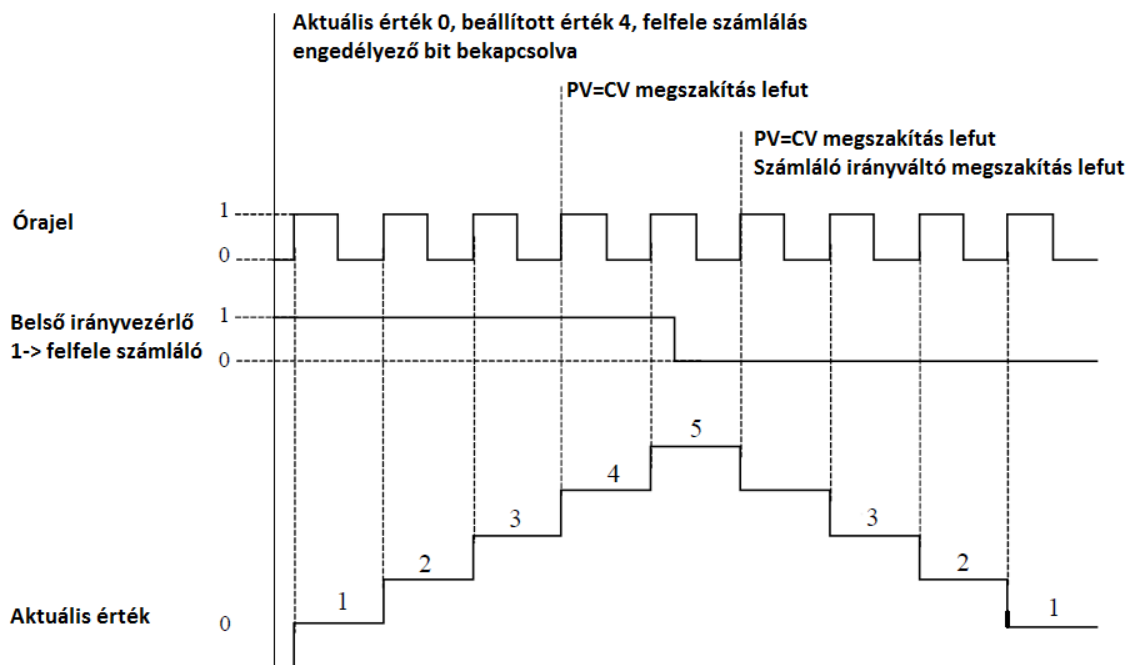 Aktuális érték 0, beállított érték 4, felfele számlálás
engedélyező bit bekapcsolva
PV=CV megszakítás lefut
PV=CV megszakítás lefut
Számláló irányváltó megszakítás lefut
Órajel
1
0
Belső irányvezérlő
1-> felfele számláló
1
0
5
4
3
3
2
2
1
1
Aktuális érték
0